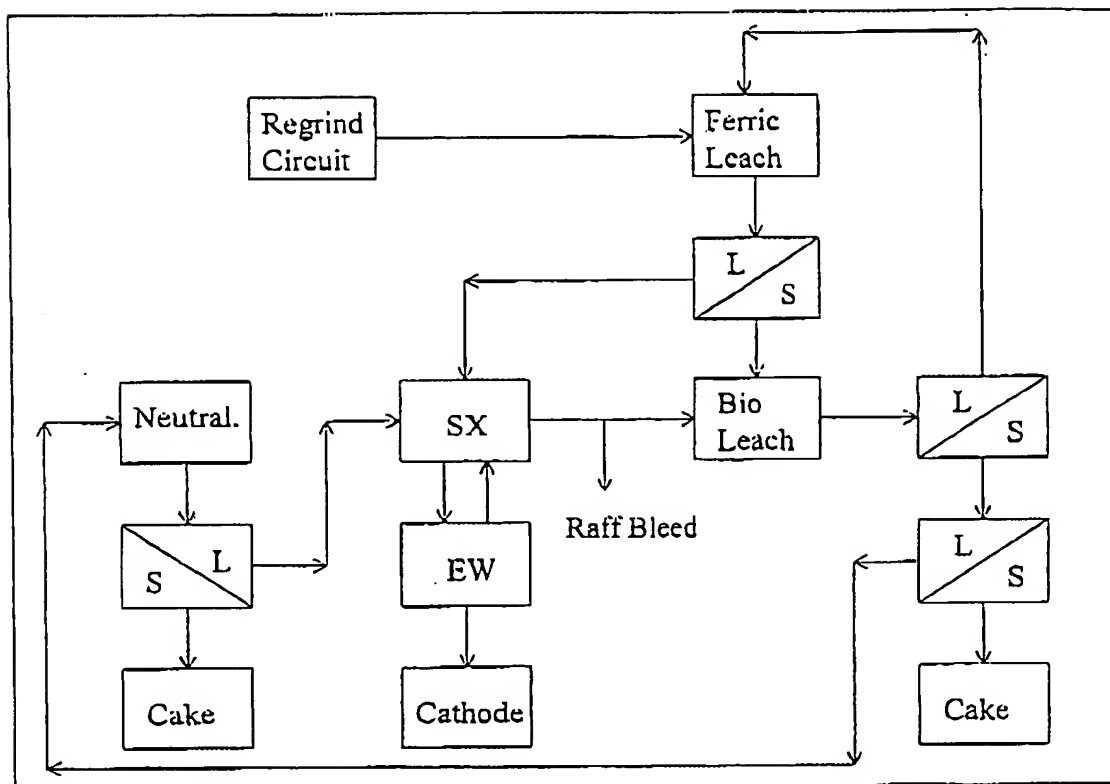 Regrind
Circuit
Ferric
Leach
L
S
Neutral.
SX
Bio
Leach
L
S
Raff Bleed
L
S
EW
L
S
Cake
Cathode
Cake